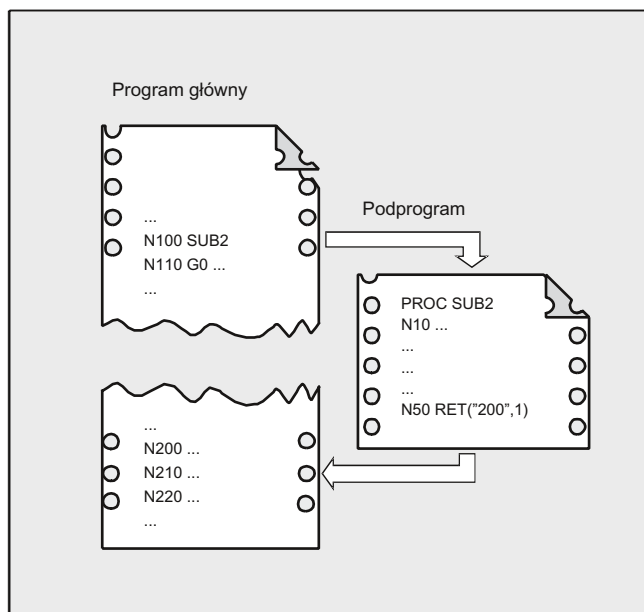 Program główny
...
N100 SUB2
N110 G0 ...
...
Podprogram
PROC SUB2
N10 ...
...
...
...
N50 RET("200",1)
...
N200 ...
N210 ...
N220 ...
...